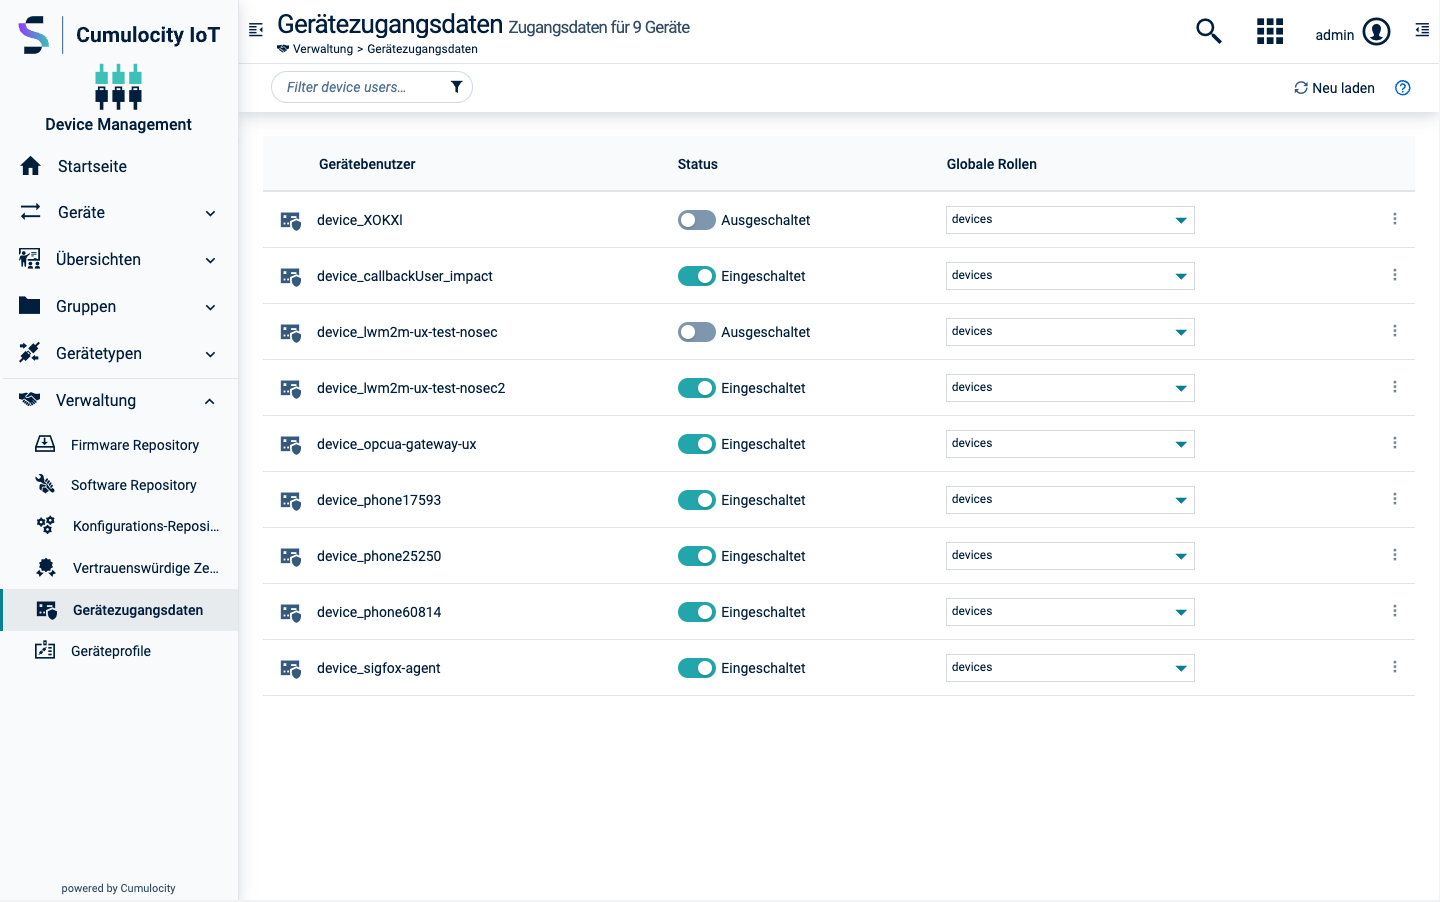 Cumulocity IoT
Device Management
Startseite
Geräte
Übersichten
Gruppen
Gerätetypen
Verwaltung
Firmware Repository
Software Repository
Konfigurations-Reposi...
Vertrauenswürdige Ze...
Gerätezugangsdaten
Geräteprofile
powered by Cumulocity
Gerätezugangsdaten Zugangsdaten für 9 Geräte
Verwaltung > Gerätezugangsdaten
admin
Filter device users...
Neu laden
Gerätebenutzer Status Globale Rollen
device_XOKXI Ausgeschaltet devices
device_callbackUser_impact Eingeschaltet devices
device_lwm2m-ux-test-nosec Ausgeschaltet devices
device_lwm2m-ux-test-nosec2 Eingeschaltet devices
device_opcua-gateway-ux Eingeschaltet devices
device_phone17593 Eingeschaltet devices
device_phone25250 Eingeschaltet devices
device_phone60814 Eingeschaltet devices
device_sigfox-agent Eingeschaltet devices